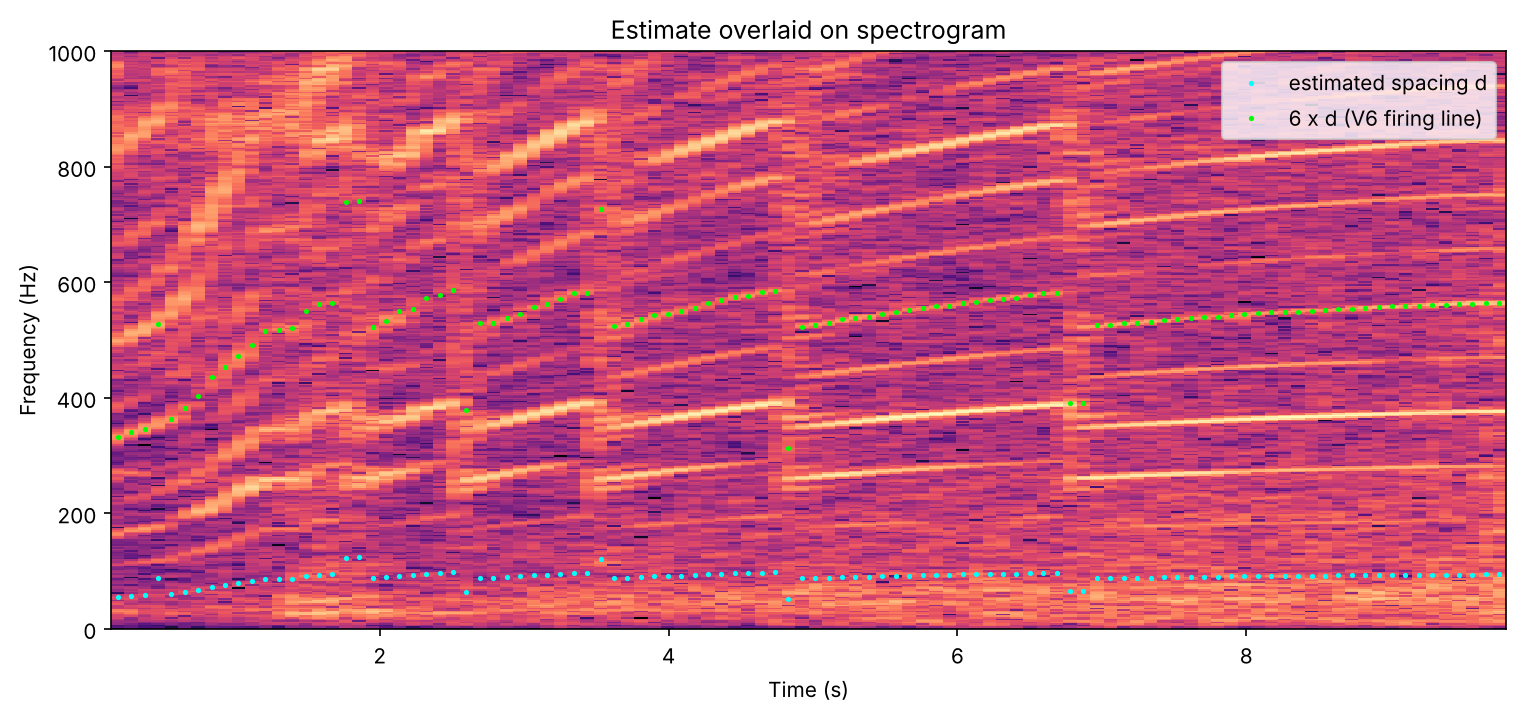 Estimate overlaid on spectrogram
1000
800
600
400
200
0
Frequency (Hz)
estimated spacing d
6 x d (V6 firing line)
2
4
6
8
Time (s)